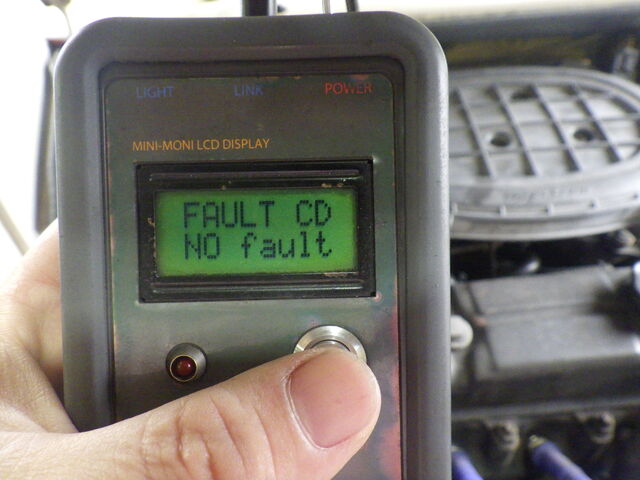 LIGHT LINK POWER
MINI-MONI LCD DISPLAY
FAULT CD
NO fault